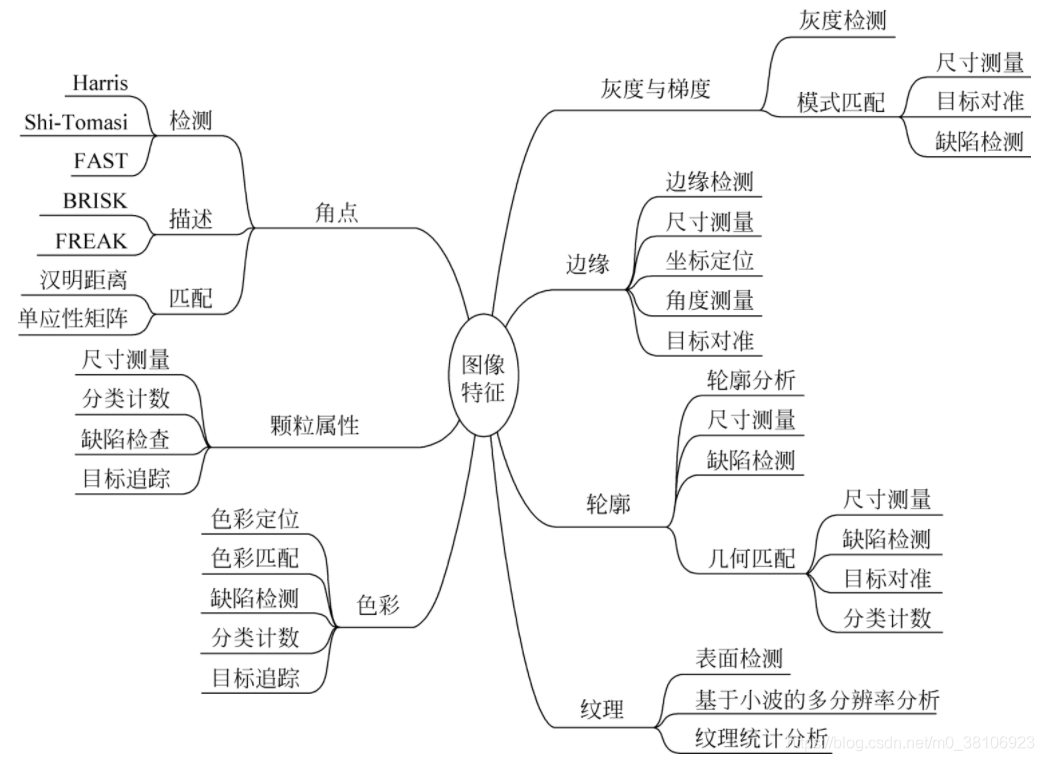 图像
特征
灰度与梯度
灰度检测
模式匹配
尺寸测量
目标对准
缺陷检测
边缘
边缘检测
尺寸测量
坐标定位
角度测量
目标对准
轮廓
轮廓分析
尺寸测量
缺陷检测
几何匹配
尺寸测量
缺陷检测
目标对准
分类计数
纹理
表面检测
基于小波的多分辨率分析
纹理统计分析
角点
检测
Harris
Shi-Tomasi
FAST
描述
BRISK
FREAK
匹配
汉明距离
单应性矩阵
颗粒属性
尺寸测量
分类计数
缺陷检查
目标追踪
色彩
色彩定位
色彩匹配
缺陷检测
分类计数
目标追踪
blog.csdn.net/m0_38106923